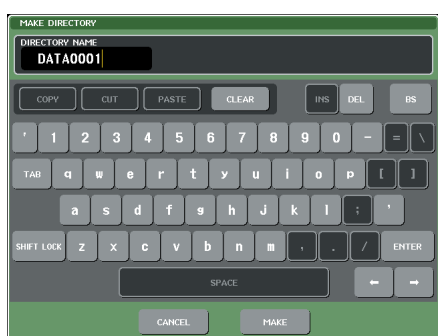 MAKE DIRECTORY
DIRECTORY NAME
DATA0001
COPY CUT PASTE CLEAR INS DEL BS
' 1 2 3 4 5 6 7 8 9 0 - = \
TAB q w e r t y u i o p [ ]
a s d f g h j k l ; '
SHIFT LOCK z x c v b n m , . / ENTER
SPACE ← →
CANCEL MAKE